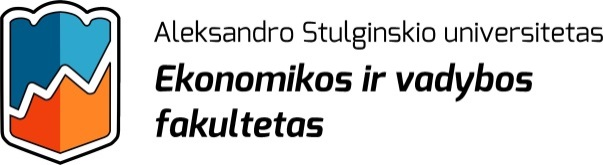 Aleksandro Stulginskio universitetas
Ekonomikos ir vadybos
fakultetas